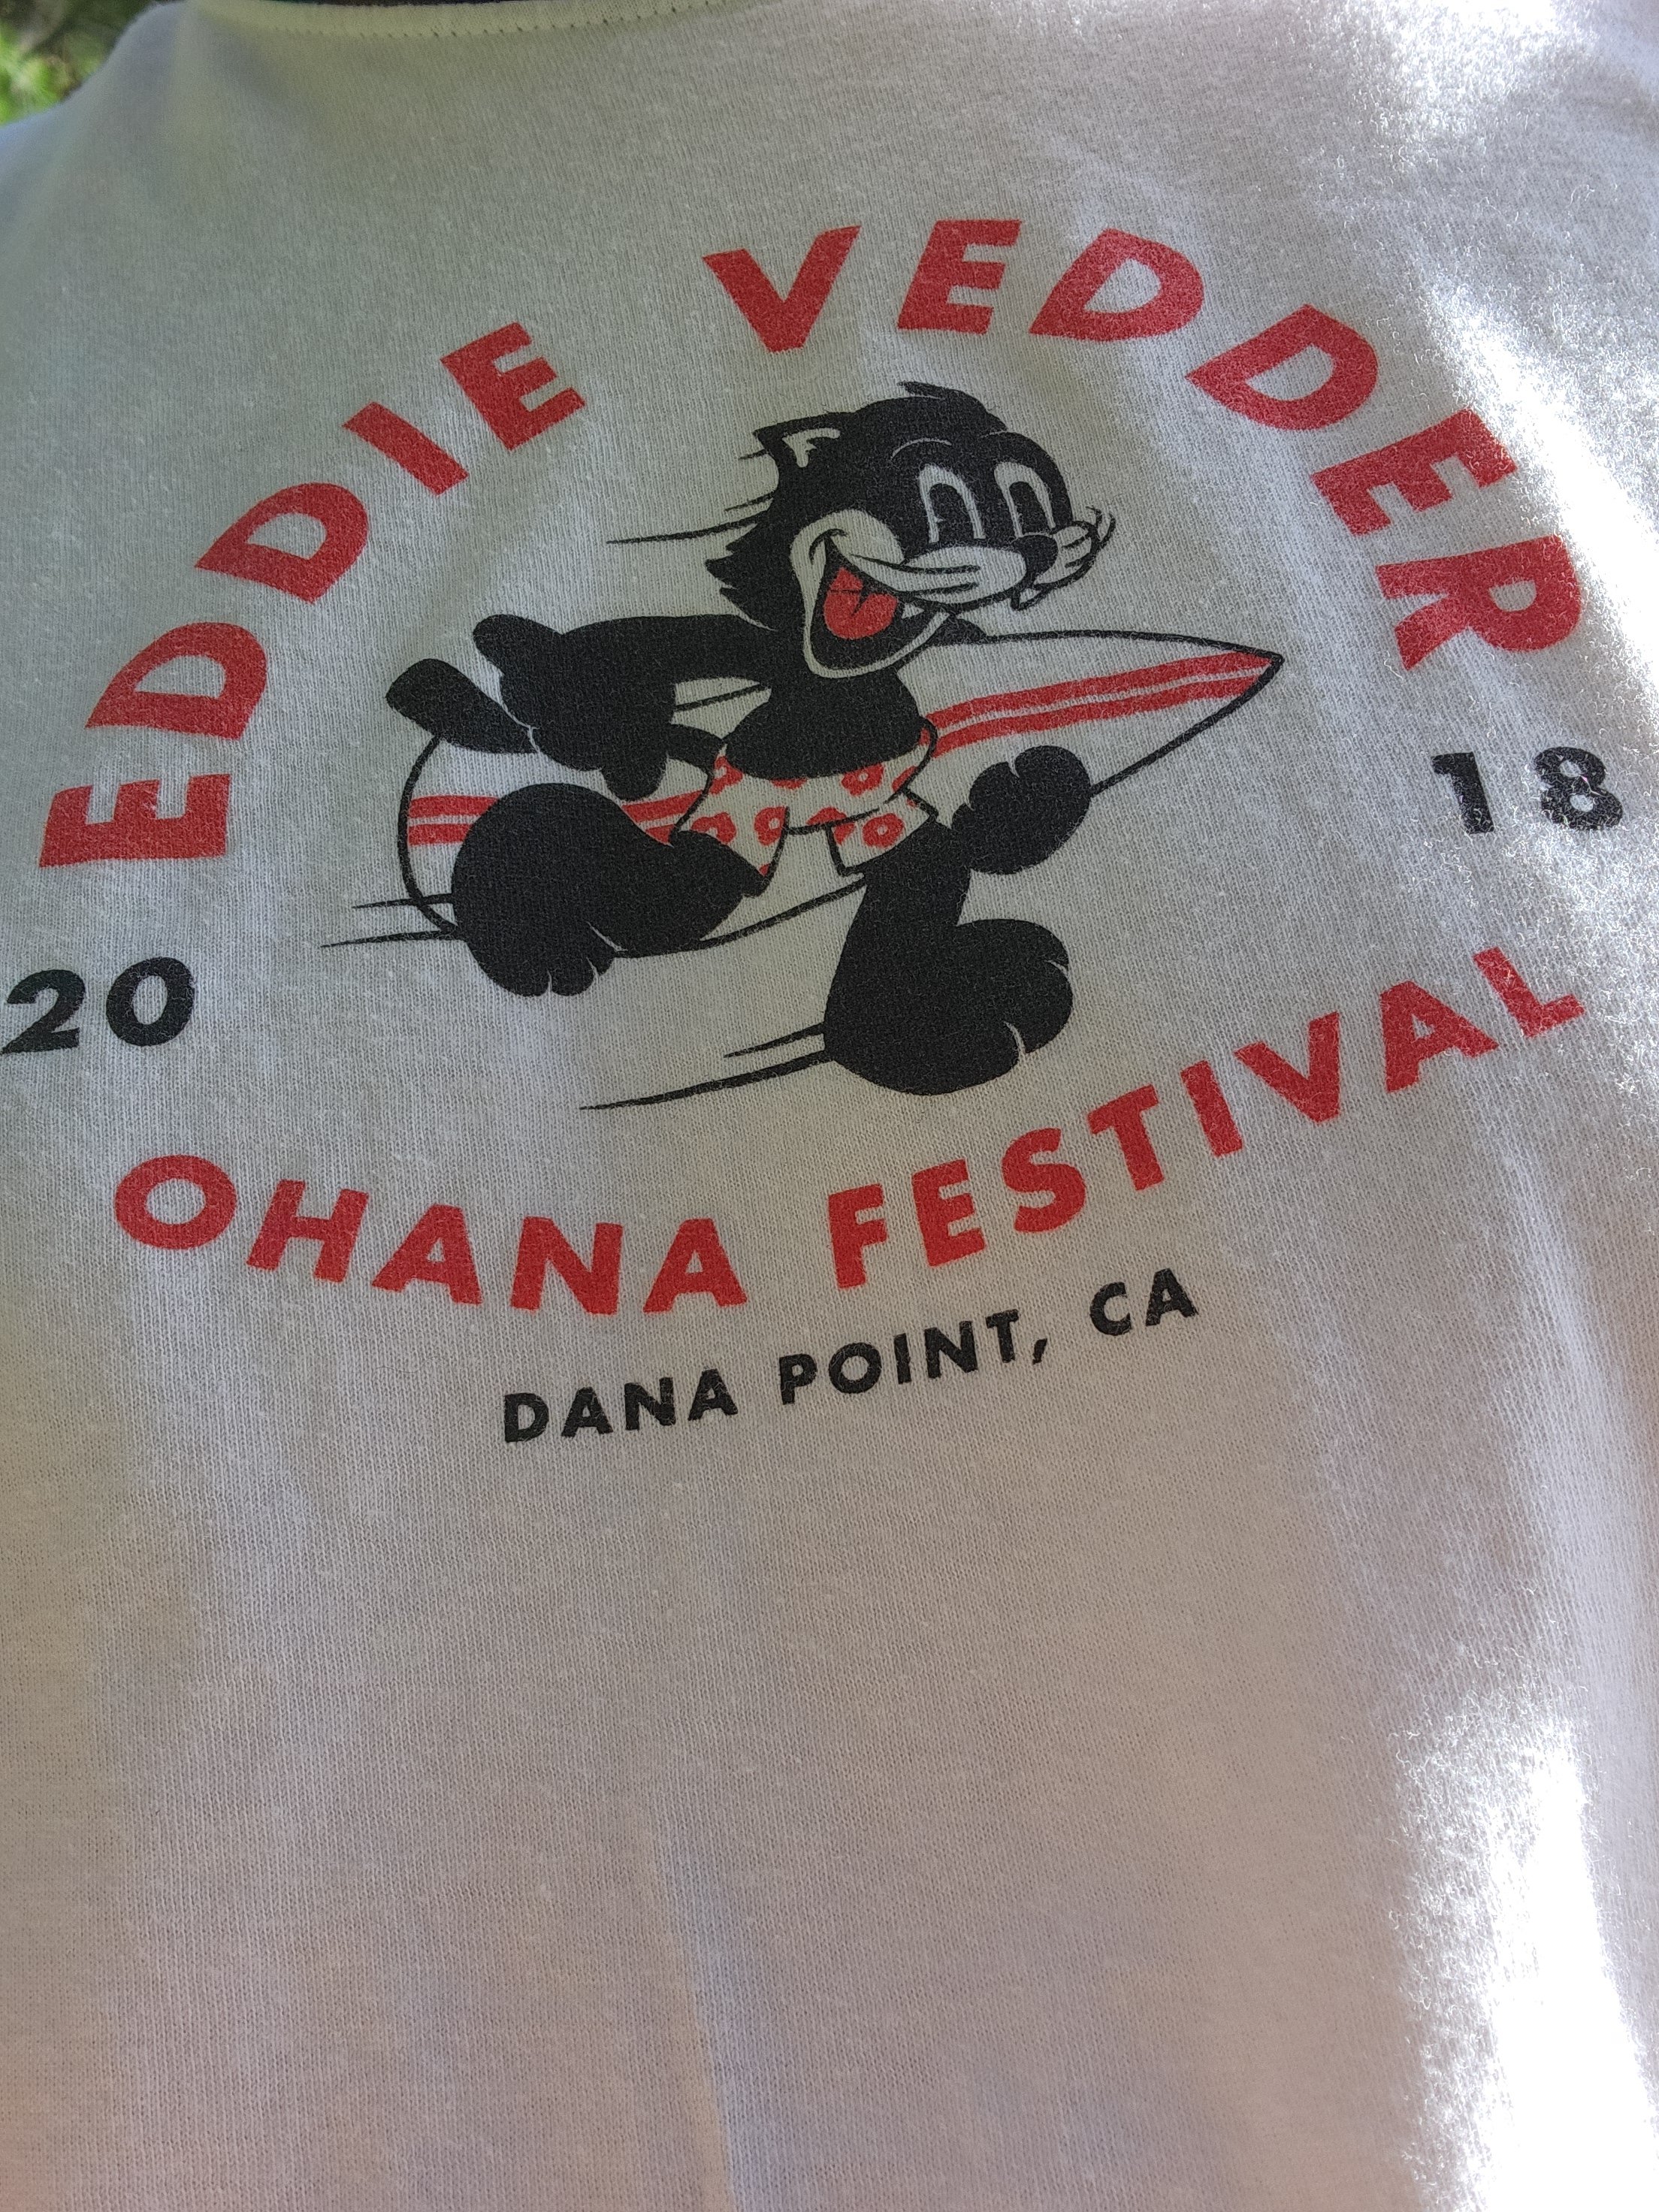 EDDIE VEDDER
20 18
OHANA FESTIVAL
DANA POINT, CA